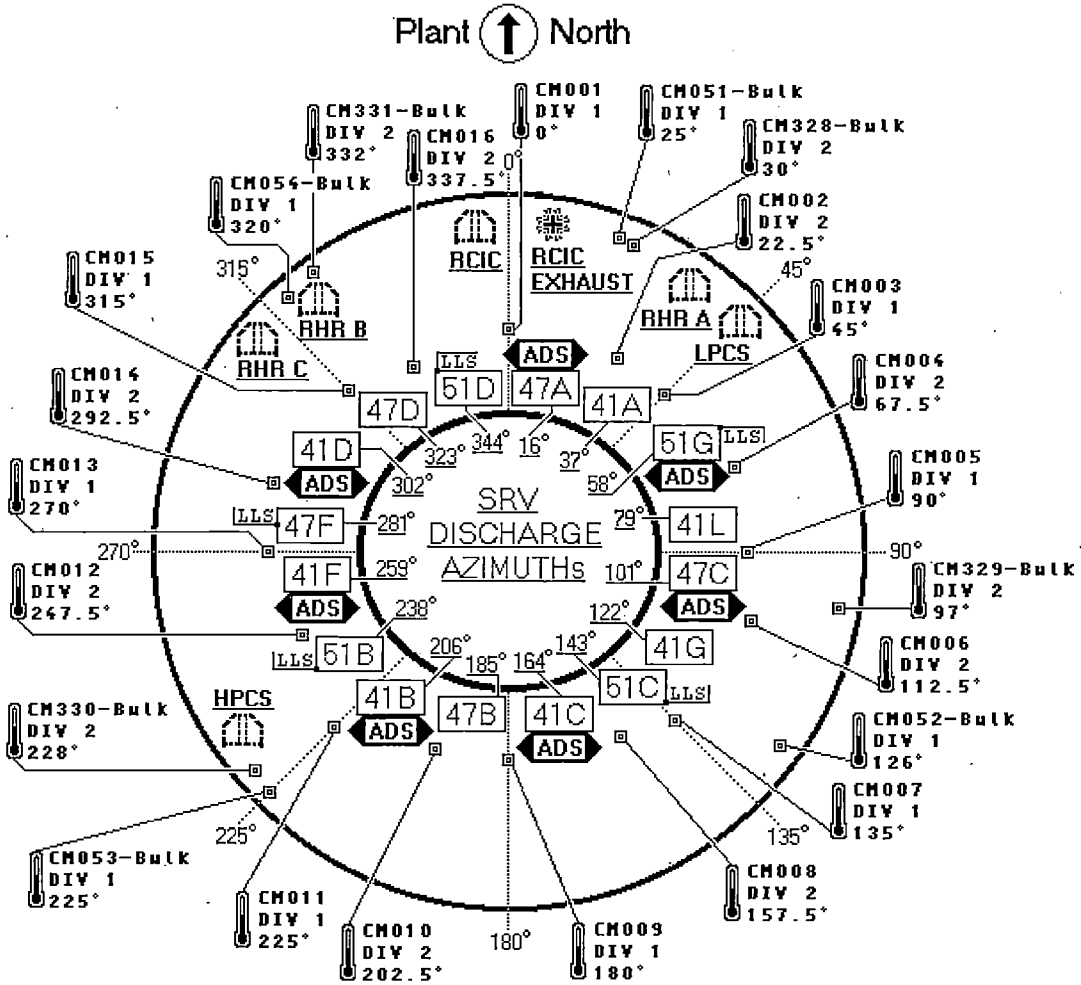 Plant North
CM001
DIV 1
0°
CM051-Bulk
DIV 1
25°
CM331-Bulk
DIV 2
332°
CM016
DIV 2
337.5°
0°
CM328-Bulk
DIV 2
30°
CM054-Bulk
DIV 1
320°
CM002
DIV 2
22.5°
RCIC
RCIC
EXHAUST
CM015
DIV 1
315°
315°
45°
CM003
DIV 1
45°
RHR A
LPCS
RHR B
RHR C
CM014
DIV 2
292.5°
LLS
51D
ADS
47A
47D
41A
CM004
DIV 2
67.5°
41D
ADS
51G
LLS
ADS
344°
16°
323°
37°
302°
58°
CM013
DIV 1
270°
CM005
DIV 1
90°
LLS
47F
281°
SRV
DISCHARGE
AZIMUTHs
79°
41L
270°
90°
CM012
DIV 2
247.5°
41F
259°
ADS
101°
47C
ADS
CM329-Bulk
DIV 2
97°
238°
122°
LLS
51B
206°
185°
164°
143°
41G
CM006
DIV 2
112.5°
41B
ADS
47B
41C
ADS
51C
LLS
HPCS
CM330-Bulk
DIV 2
228°
CM052-Bulk
DIV 1
126°
CM007
DIV 1
135°
225°
135°
CM053-Bulk
DIV 1
225°
CM011
DIV 1
225°
CM008
DIV 2
157.5°
CM010
DIV 2
202.5°
180°
CM009
DIV 1
180°